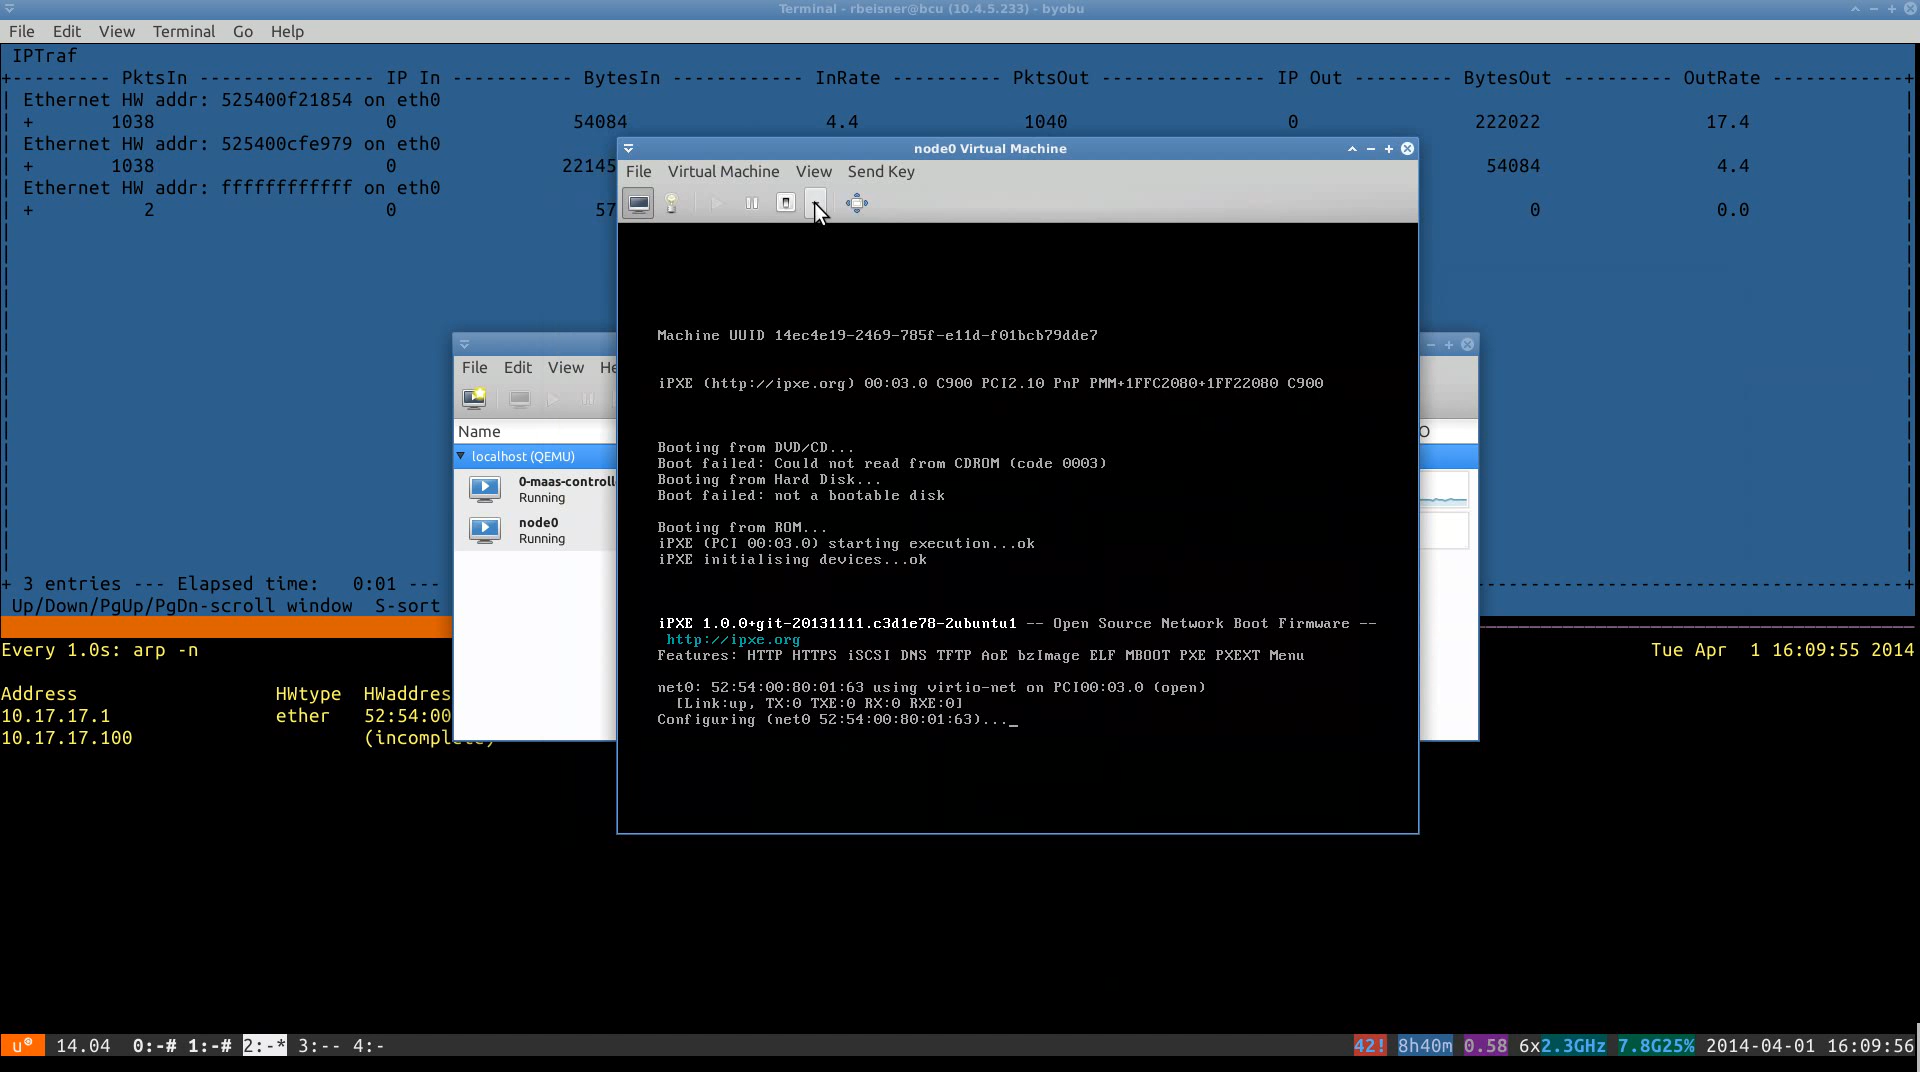 Terminal - rbeisner@bcu (10.4.5.233) - byobu
File Edit View Terminal Go Help
IPTraf
+--------- PktsIn ---------------- IP In ----------- BytesIn ------------ InRate ---------- PktsOut --------------- IP Out --------- BytesOut ---------- OutRate ------------+
Ethernet HW addr: 525400f21854 on eth0
+ 1038 0 54084 4.4 1040 0 222022 17.4
Ethernet HW addr: 525400cfe979 on eth0
+ 1038 0 22145 54084 4.4
Ethernet HW addr: ffffffffffff on eth0
+ 2 0 57 0 0.0
+ 3 entries --- Elapsed time: 0:01 ---
Up/Down/PgUp/PgDn-scroll window S-sort
node0 Virtual Machine
File Virtual Machine View Send Key
Machine UUID 14ec4e19-2469-785f-e11d-f01bcb79dde7
iPXE (http://ipxe.org) 00:03.0 C900 PCI2.10 PnP PMM+1FFC2080+1FF22080 C900
Booting from DVD/CD...
Boot failed: Could not read from CDROM (code 0003)
Booting from Hard Disk...
Boot failed: not a bootable disk
Booting from ROM...
iPXE (PCI 00:03.0) starting execution...ok
iPXE initialising devices...ok
iPXE 1.0.0+git-20131111.c3d1e78-2ubuntu1 -- Open Source Network Boot Firmware --
http://ipxe.org
Features: HTTP HTTPS iSCSI DNS TFTP AoE bzImage ELF MBOOT PXE PXEXT Menu
net0: 52:54:00:80:01:63 using virtio-net on PCI00:03.0 (open)
[Link:up, TX:0 TXE:0 RX:0 RXE:0]
Configuring (net0 52:54:00:80:01:63)..._
File Edit View He
Name
localhost (QEMU)
0-maas-controll
Running
node0
Running
Every 1.0s: arp -n Tue Apr 1 16:09:55 2014
Address HWtype HWaddres
10.17.17.1 ether 52:54:00
10.17.17.100 (incomplete)
u 14.04 0:-# 1:-# 2:-* 3:-- 4:- 42! 8h40m 0.58 6x2.3GHz 7.8G25% 2014-04-01 16:09:56